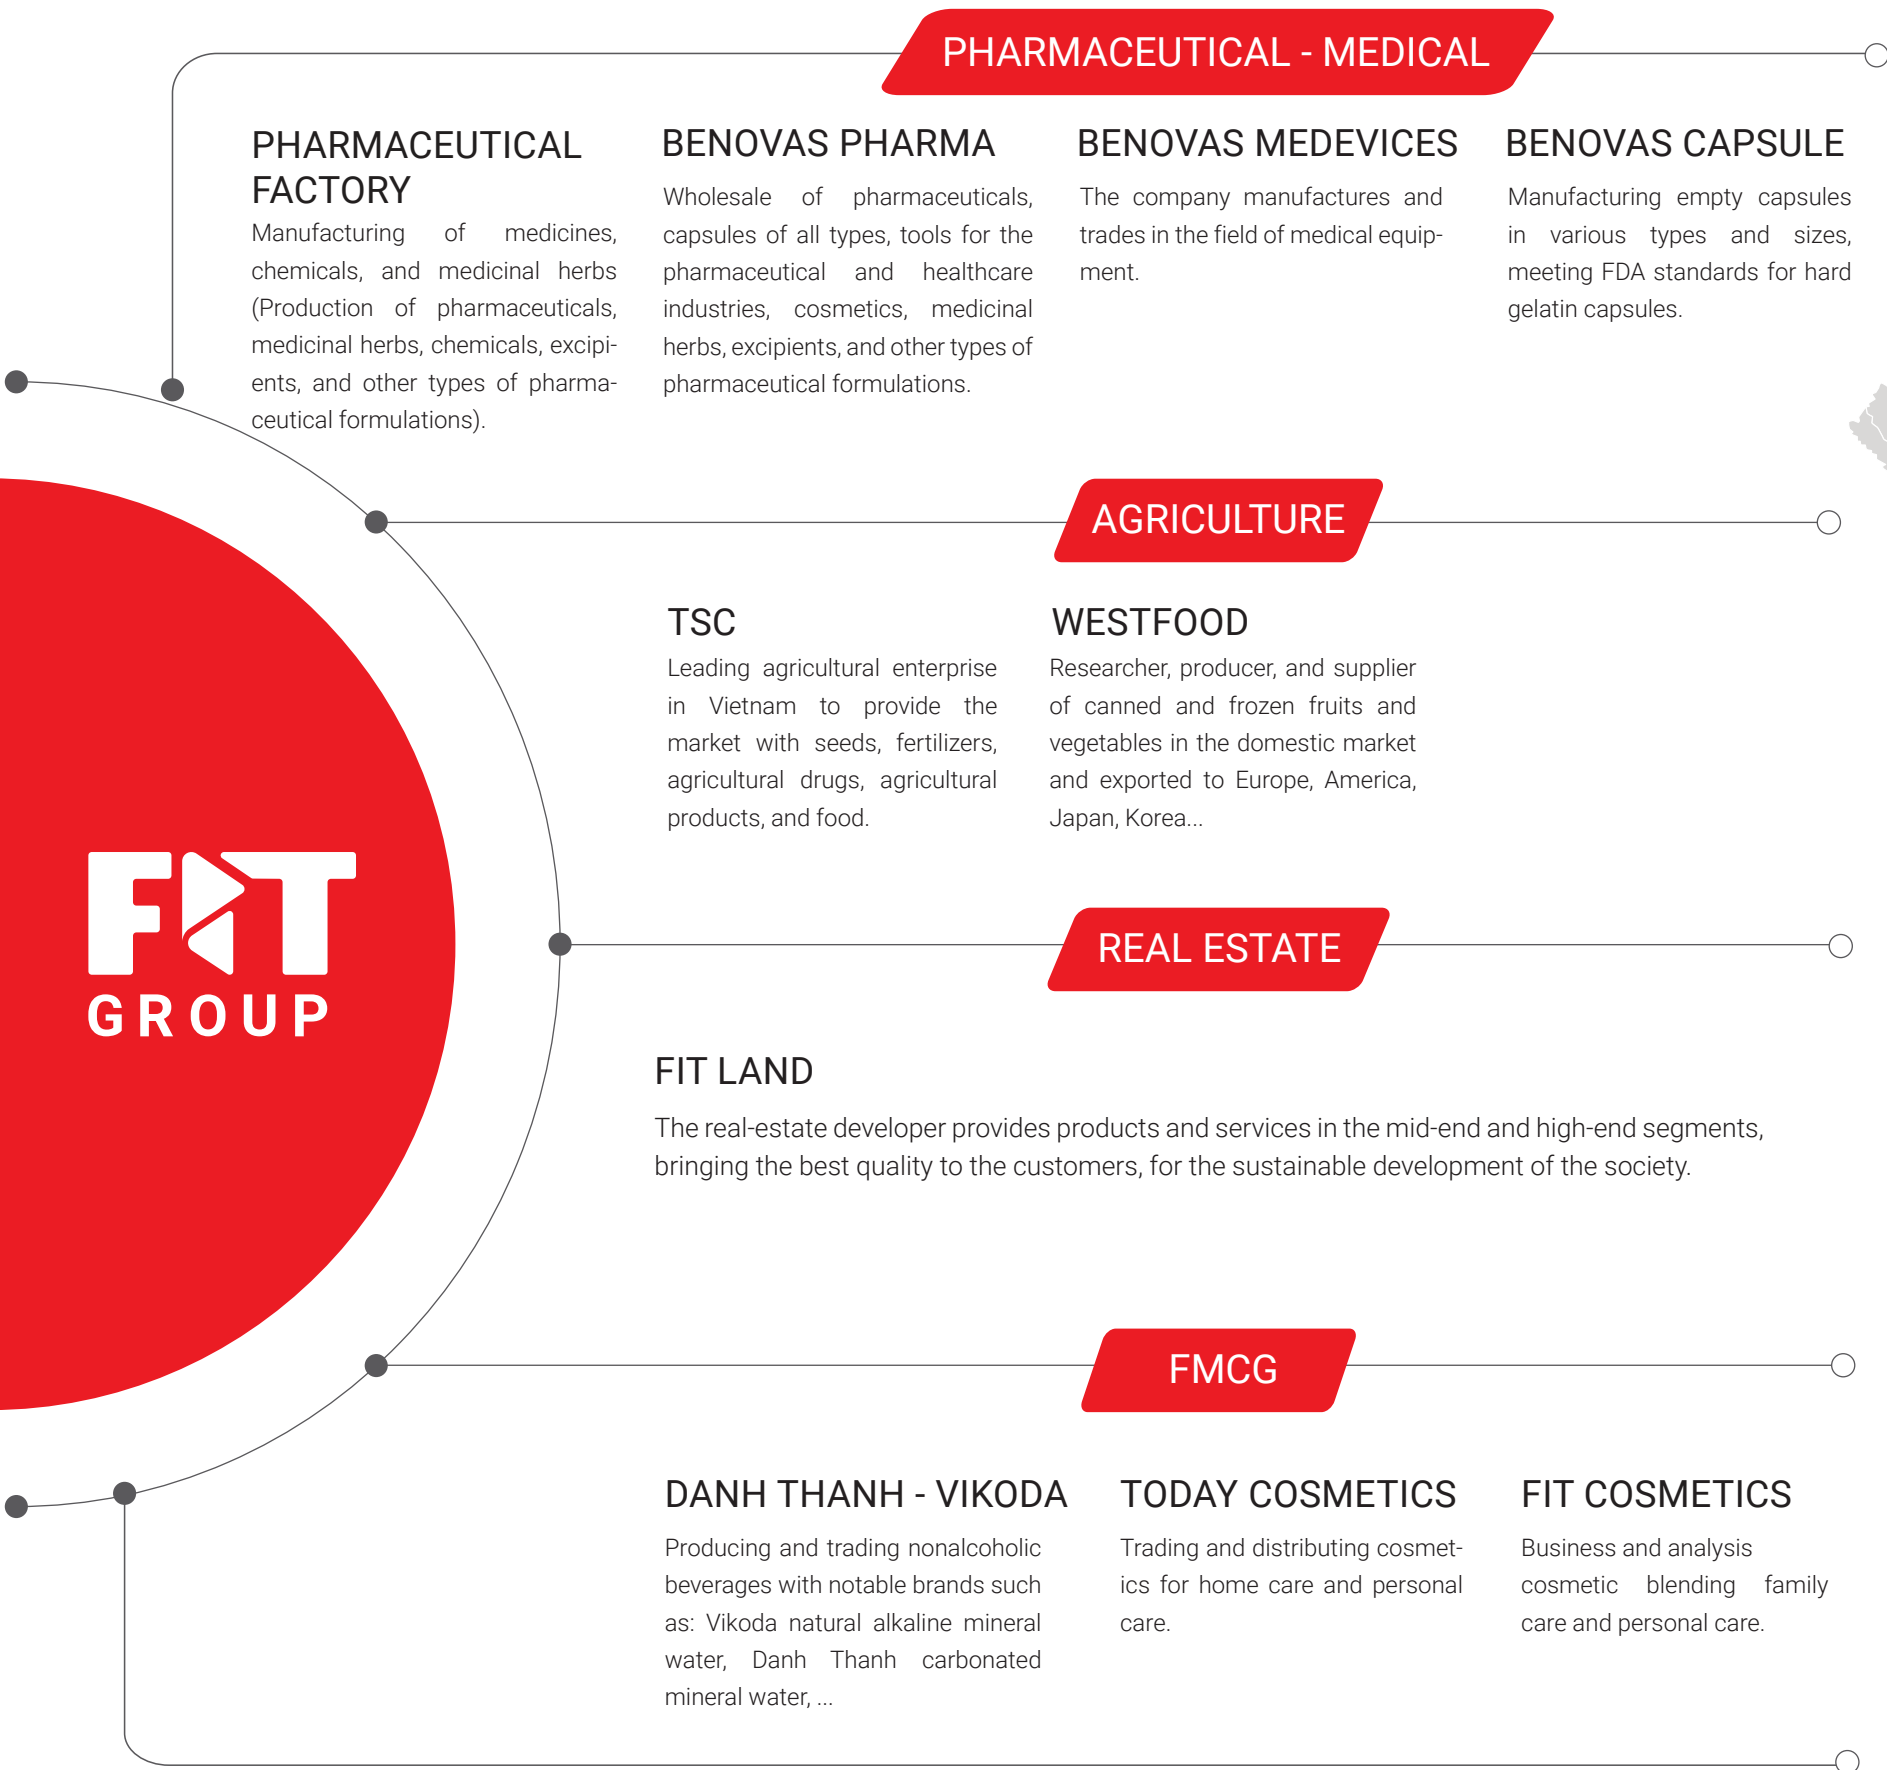 PHARMACEUTICAL - MEDICAL
PHARMACEUTICAL
FACTORY
Manufacturing of medicines,
chemicals, and medicinal herbs
(Production of pharmaceuticals,
medicinal herbs, chemicals, excipi-
ents, and other types of pharma-
ceutical formulations).
BENOVAS PHARMA
Wholesale of pharmaceuticals,
capsules of all types, tools for the
pharmaceutical and healthcare
industries, cosmetics, medicinal
herbs, excipients, and other types of
pharmaceutical formulations.
BENOVAS MEDEVICES
The company manufactures and
trades in the field of medical equip-
ment.
BENOVAS CAPSULE
Manufacturing empty capsules
in various types and sizes,
meeting FDA standards for hard
gelatin capsules.
AGRICULTURE
TSC
Leading agricultural enterprise
in Vietnam to provide the
market with seeds, fertilizers,
agricultural drugs, agricultural
products, and food.
WESTFOOD
Researcher, producer, and supplier
of canned and frozen fruits and
vegetables in the domestic market
and exported to Europe, America,
Japan, Korea...
FIT
GROUP
REAL ESTATE
FIT LAND
The real-estate developer provides products and services in the mid-end and high-end segments,
bringing the best quality to the customers, for the sustainable development of the society.
FMCG
DANH THANH - VIKODA
Producing and trading nonalcoholic
beverages with notable brands such
as: Vikoda natural alkaline mineral
water, Danh Thanh carbonated
mineral water, ...
TODAY COSMETICS
Trading and distributing cosmet-
ics for home care and personal
care.
FIT COSMETICS
Business and analysis
cosmetic blending family
care and personal care.